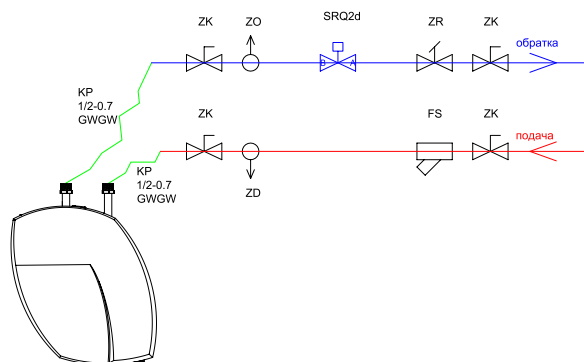 ZK
ZO
SRQ2d
ZR
ZK
обратка
B
A
KP
1/2-0.7
GWGW
ZK
FS
ZK
подача
KP
1/2-0.7
GWGW
ZD